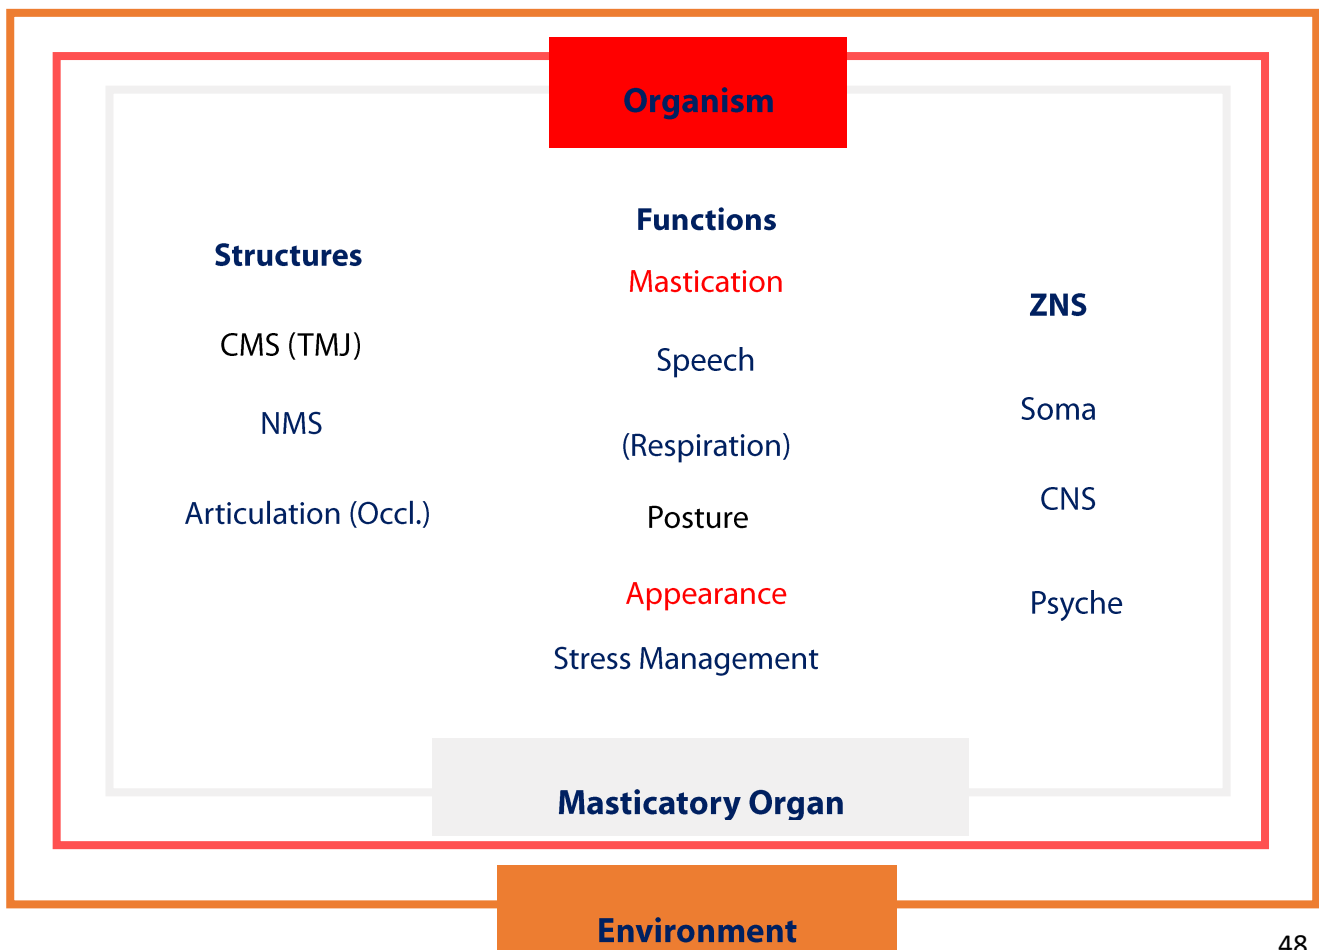 Organism
Structures
CMS (TMJ)
NMS
Articulation (Occl.)
Functions
Mastication
Speech
(Respiration)
Posture
Appearance
Stress Management
ZNS
Soma
CNS
Psyche
Masticatory Organ
Environment
48